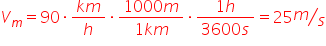 V_m = 90 · km/h · 1000m/1km · 1h/3600s = 25 m/s